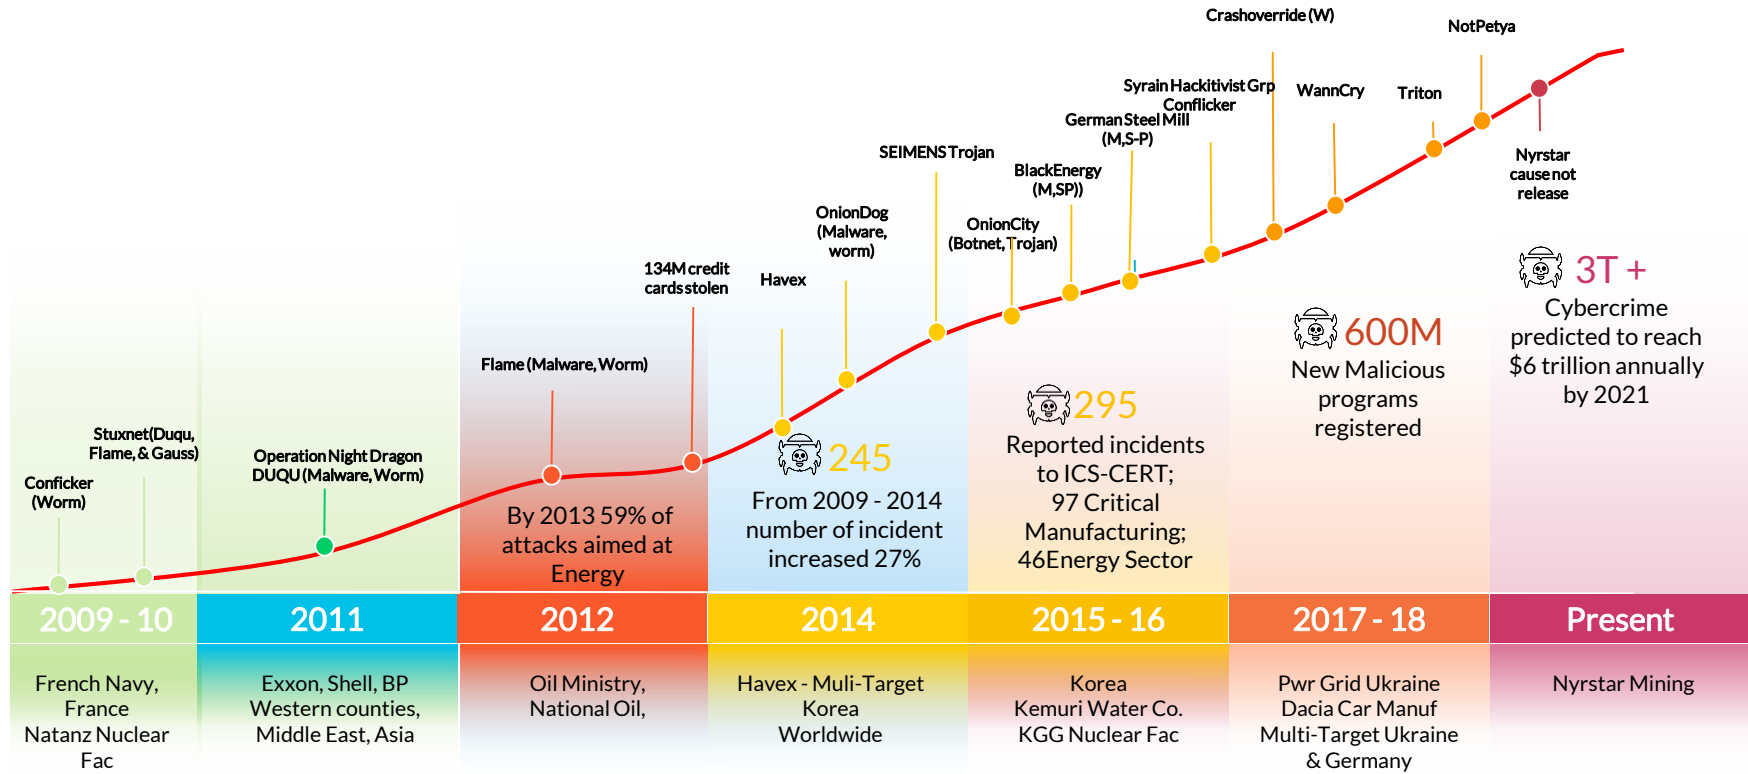 Conficker
(Worm)
Stuxnet(Duqu,
Flame, & Gauss)
Operation Night Dragon
DUQU (Malware, Worm)
Flame (Malware, Worm)
134M credit
cards stolen
Havex
OnionDog
(Malware,
worm)
SEIMENS Trojan
OnionCity
(Botnet, Trojan)
BlackEnergy
(M,SP))
German Steel Mill
(M,S-P)
Syrain Hackitivist Grp
Conflicker
Crashoverride (W)
WannCry
Triton
NotPetya
Nyrstar
cause not
release
By 2013 59% of
attacks aimed at
Energy
245
From 2009 - 2014
number of incident
increased 27%
295
Reported incidents
to ICS-CERT;
97 Critical
Manufacturing;
46Energy Sector
600M
New Malicious
programs
registered
3T +
Cybercrime
predicted to reach
$6 trillion annually
by 2021
2009 - 10
2011
2012
2014
2015 - 16
2017 - 18
Present
French Navy,
France
Natanz Nuclear
Fac
Exxon, Shell, BP
Western counties,
Middle East, Asia
Oil Ministry,
National Oil,
Havex - Muli-Target
Korea
Worldwide
Korea
Kemuri Water Co.
KGG Nuclear Fac
Pwr Grid Ukraine
Dacia Car Manuf
Multi-Target Ukraine
& Germany
Nyrstar Mining